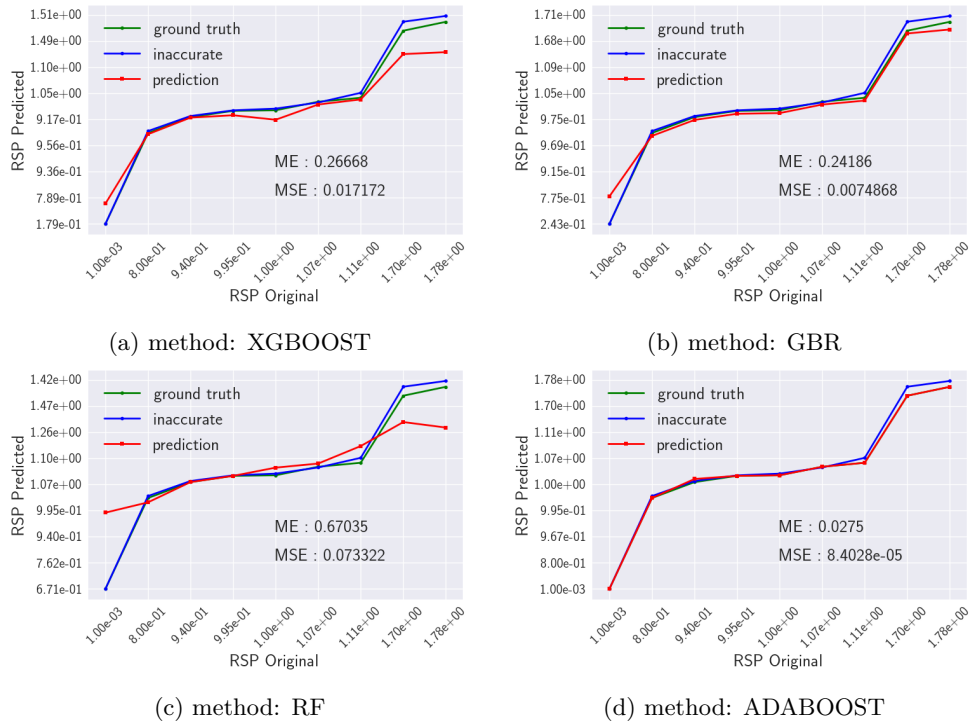 1.51e+00
1.49e+00
1.10e+00
1.05e+00
9.17e-01
9.56e-01
9.36e-01
7.89e-01
1.79e-01
RSP Predicted
ground truth
inaccurate
prediction
ME : 0.26668
MSE : 0.017172
1.00e-03
8.00e-01
9.40e-01
9.95e-01
1.00e+00
1.07e+00
1.11e+00
1.70e+00
1.78e+00
RSP Original
(a) method: XGBOOST
1.71e+00
1.68e+00
1.09e+00
1.05e+00
9.75e-01
9.69e-01
9.15e-01
7.75e-01
2.43e-01
RSP Predicted
ground truth
inaccurate
prediction
ME : 0.24186
MSE : 0.0074868
1.00e-03
8.00e-01
9.40e-01
9.95e-01
1.00e+00
1.07e+00
1.11e+00
1.70e+00
1.78e+00
RSP Original
(b) method: GBR
1.42e+00
1.47e+00
1.26e+00
1.10e+00
1.07e+00
9.95e-01
9.40e-01
7.62e-01
6.71e-01
RSP Predicted
ground truth
inaccurate
prediction
ME : 0.67035
MSE : 0.073322
1.00e-03
8.00e-01
9.40e-01
9.95e-01
1.00e+00
1.07e+00
1.11e+00
1.70e+00
1.78e+00
RSP Original
(c) method: RF
1.78e+00
1.70e+00
1.11e+00
1.07e+00
1.00e+00
9.95e-01
9.67e-01
8.00e-01
1.00e-03
RSP Predicted
ground truth
inaccurate
prediction
ME : 0.0275
MSE : 8.4028e-05
1.00e-03
8.00e-01
9.40e-01
9.95e-01
1.00e+00
1.07e+00
1.11e+00
1.70e+00
1.78e+00
RSP Original
(d) method: ADABOOST